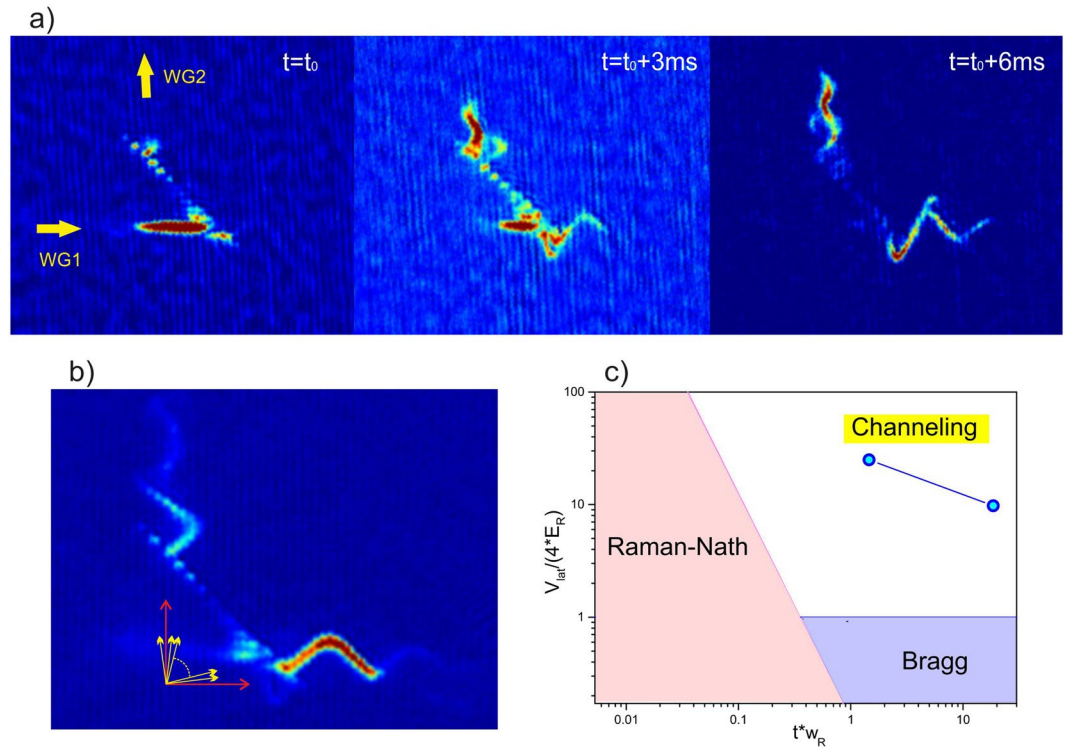 a)
t=t₀
t=t₀+3ms
t=t₀+6ms
WG2
WG1
b)
c)
100
10
1
V_lat/(4*E_R)
Channeling
Raman-Nath
Bragg
0.01
0.1
1
10
t*w_R